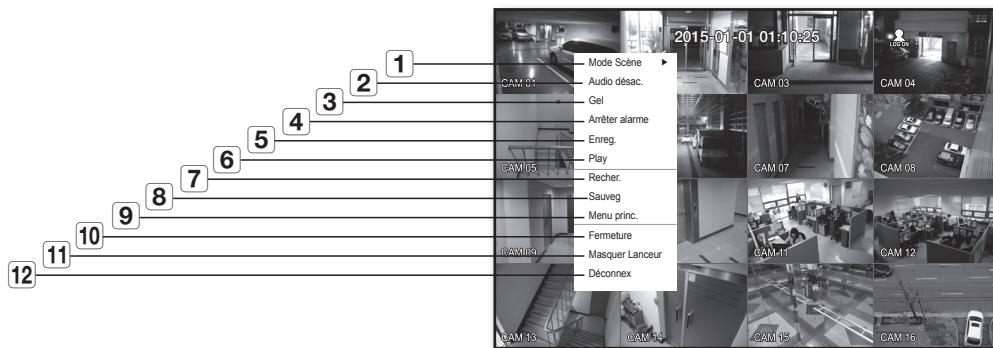 2015-01-01 01:10:25
LOG ON
CAM 01
CAM 03
CAM 04
CAM 05
CAM 07
CAM 08
CAM 09
CAM 11
CAM 12
CAM 13
CAM 14
CAM 15
CAM 16
1 Mode Scène
2 Audio désac.
3 Gel
4 Arrêter alarme
5 Enreg.
6 Play
7 Recher.
8 Sauveg
9 Menu princ.
10 Fermeture
11 Masquer Lanceur
12 Déconnex